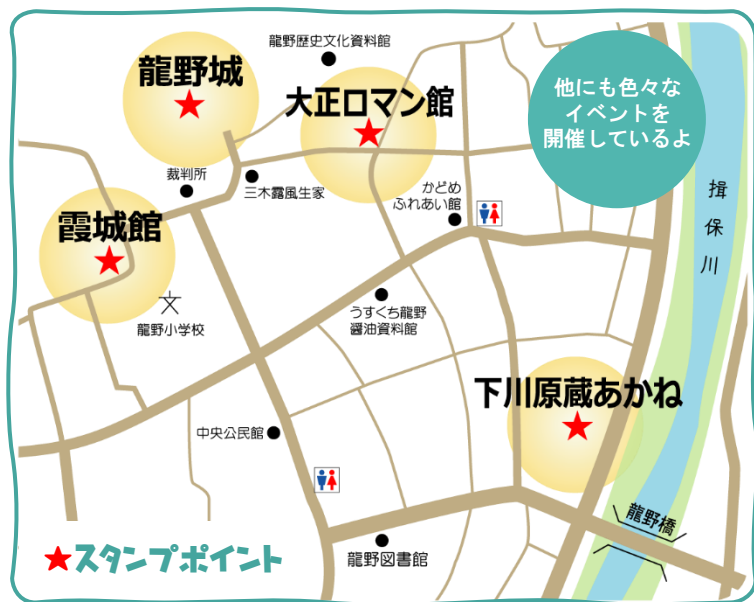 龍野歴史文化資料館
龍野城
大正ロマン館
他にも色々な
イベントを
開催しているよ
裁判所
三木露風生家
かどめ
ふれあい館
揖保川
霞城館
龍野小学校
うすくち龍野
醤油資料館
下川原蔵あかね
中央公民館
龍野橋
龍野図書館
★スタンプポイント